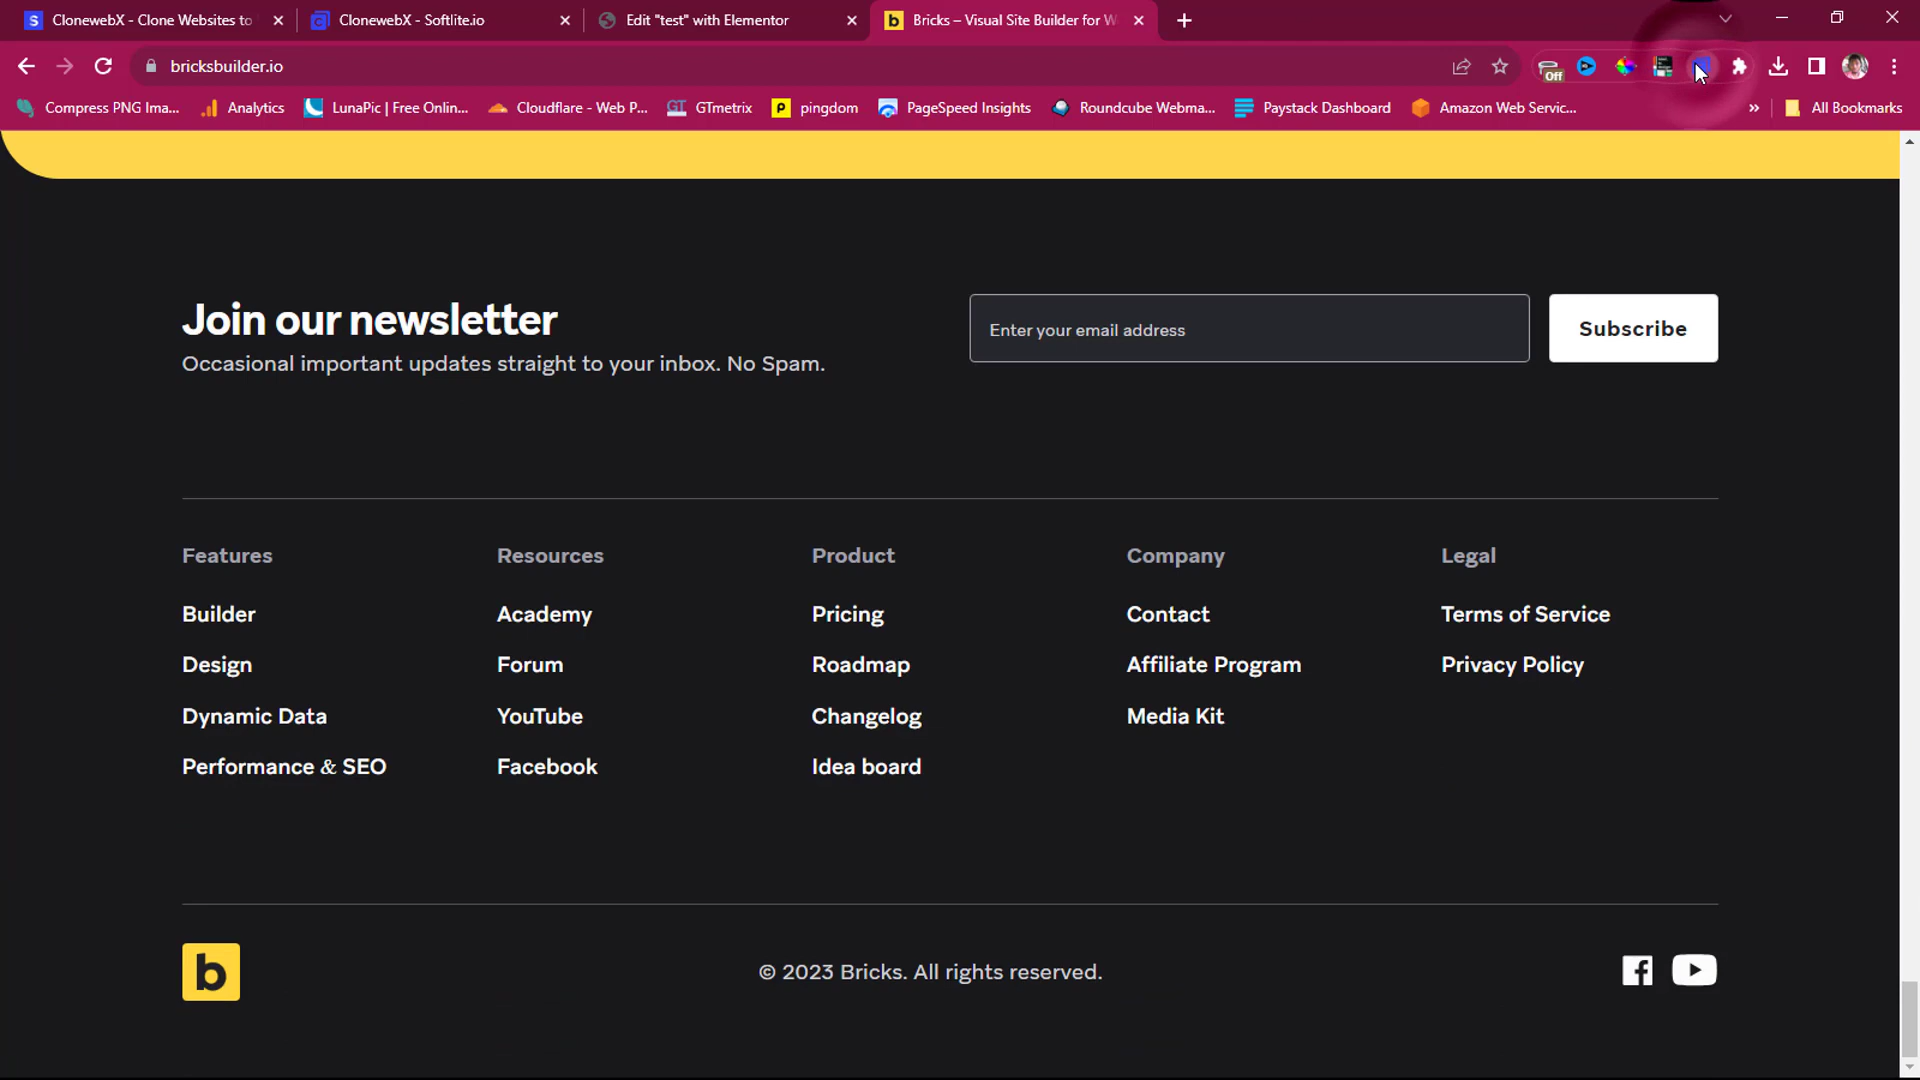 ClonewebX - Clone Websites to
ClonewebX - Softlite.io
Edit "test" with Elementor
Bricks – Visual Site Builder for W
bricksbuilder.io
Off
Compress PNG Ima...
Analytics
LunaPic | Free Onlin...
Cloudflare - Web P...
GTmetrix
pingdom
PageSpeed Insights
Roundcube Webma...
Paystack Dashboard
Amazon Web Servic...
»
All Bookmarks
Join our newsletter
Occasional important updates straight to your inbox. No Spam.
Enter your email address
Subscribe
Features
Builder
Design
Dynamic Data
Performance & SEO
Resources
Academy
Forum
YouTube
Facebook
Product
Pricing
Roadmap
Changelog
Idea board
Company
Contact
Affiliate Program
Media Kit
Legal
Terms of Service
Privacy Policy
b
© 2023 Bricks. All rights reserved.